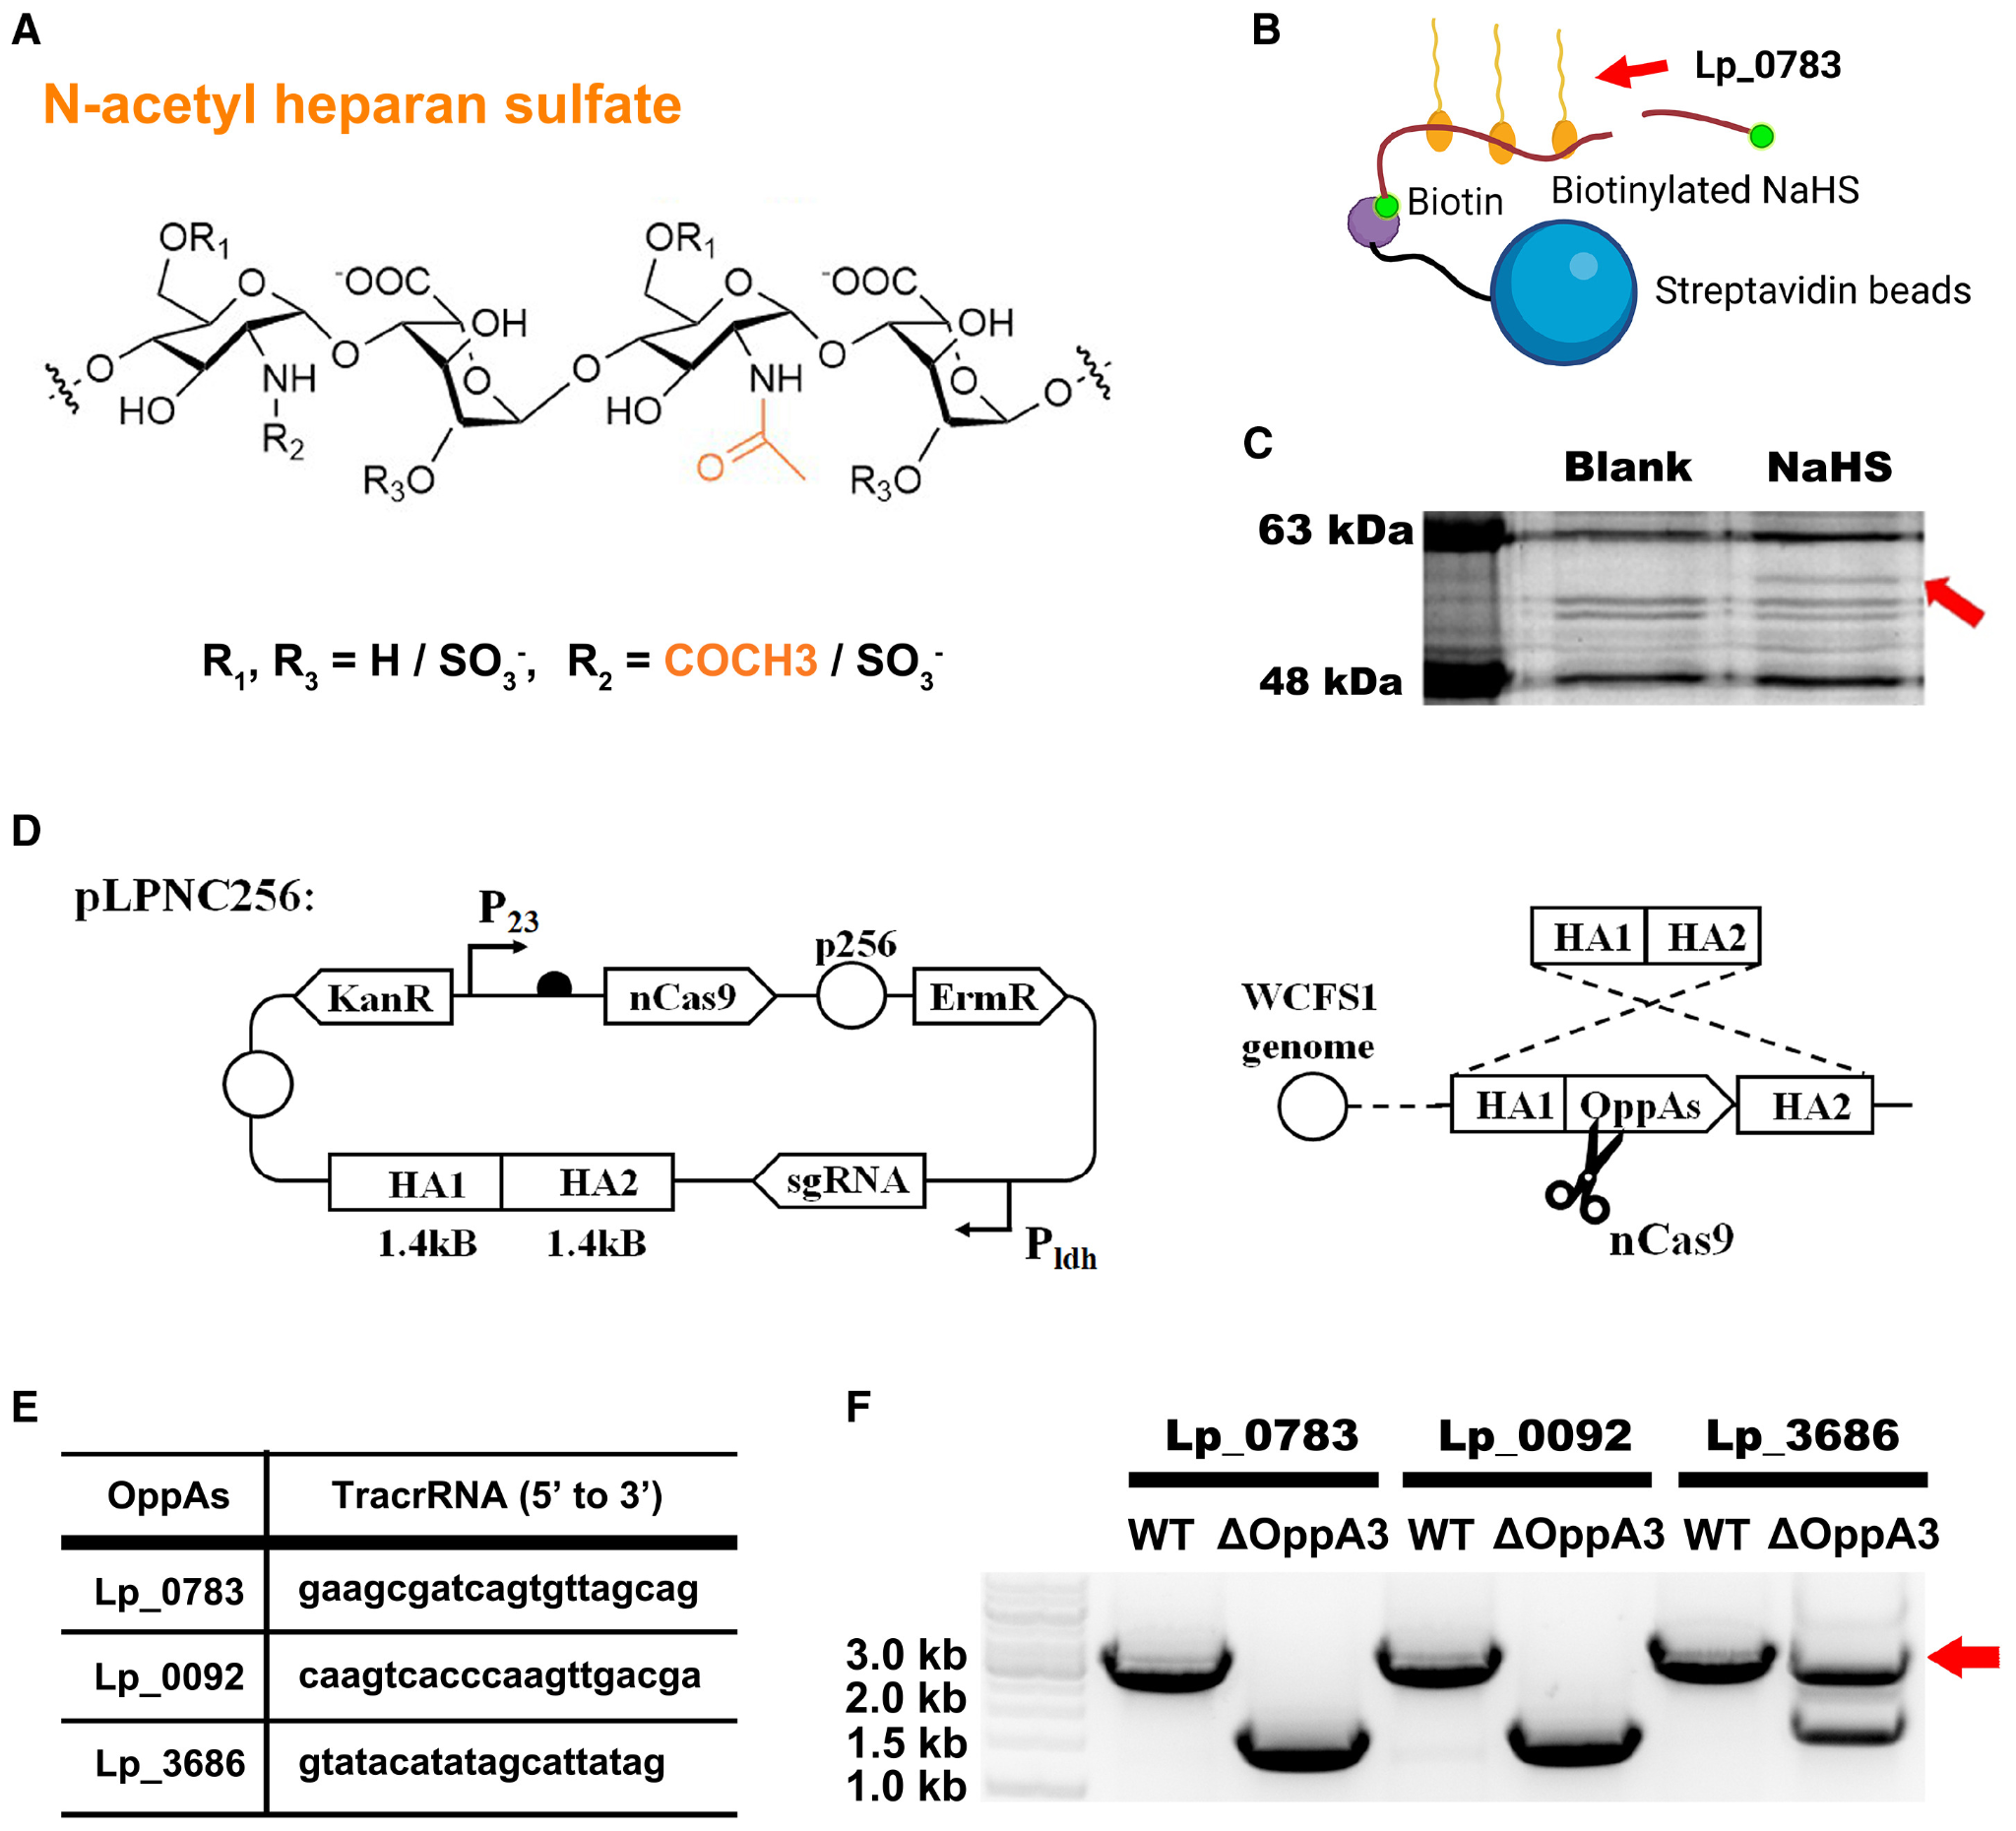 A
N-acetyl heparan sulfate
OR1
-OOC
OH
O
O
O
O
NH
R2
HO
R3O
O
OR1
-OOC
OH
O
O
O
O
NH
HO
O
R3O
R1, R3 = H / SO3-, R2 = COCH3 / SO3-
B
Lp_0783
Biotin
Biotinylated NaHS
Streptavidin beads
C
Blank NaHS
63 kDa
48 kDa
D
pLPNC256:
P23
p256
KanR
nCas9
ErmR
HA1 HA2
sgRNA
1.4kB 1.4kB
Pldh
HA1 HA2
WCFS1
genome
HA1 OppAs HA2
nCas9
E
OppAs TracrRNA (5’ to 3’)
Lp_0783 gaagcgatcagtgttagcag
Lp_0092 caagtcacccaagttgacga
Lp_3686 gtatacatatagcattatag
F
Lp_0783 Lp_0092 Lp_3686
WT ΔOppA3 WT ΔOppA3 WT ΔOppA3
3.0 kb
2.0 kb
1.5 kb
1.0 kb